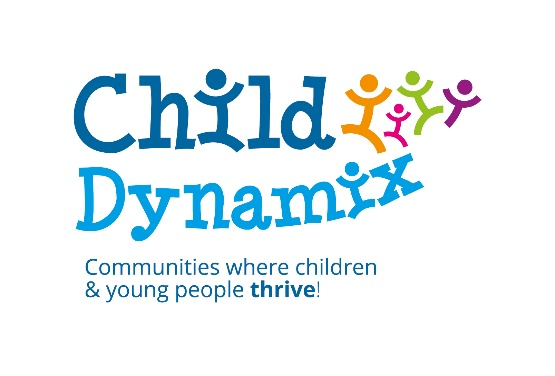 Child
Dynamix
Communities where children
& young people thrive!